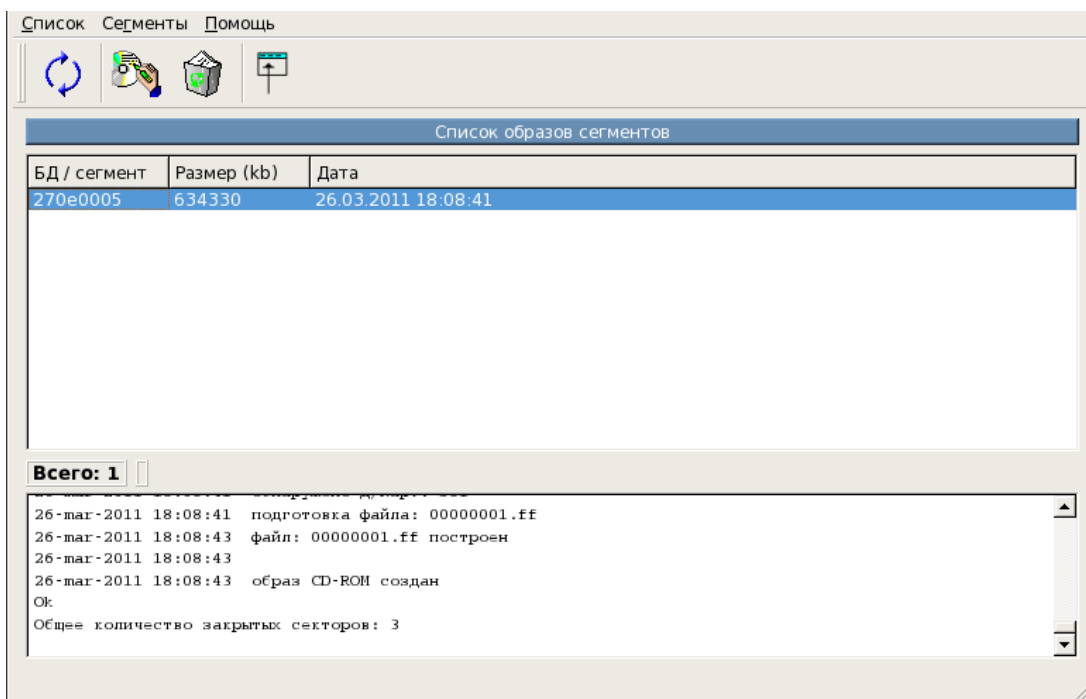 Список Сегменты Помощь
Список образов сегментов
БД / сегмент Размер (kb) Дата
270e0005 634330 26.03.2011 18:08:41
Всего: 1
26-mar-2011 18:08:41 подготовка файла: 00000001.ff
26-mar-2011 18:08:43 файл: 00000001.ff построен
26-mar-2011 18:08:43
26-mar-2011 18:08:43 образ CD-ROM создан
Ok
Общее количество закрытых секторов: 3